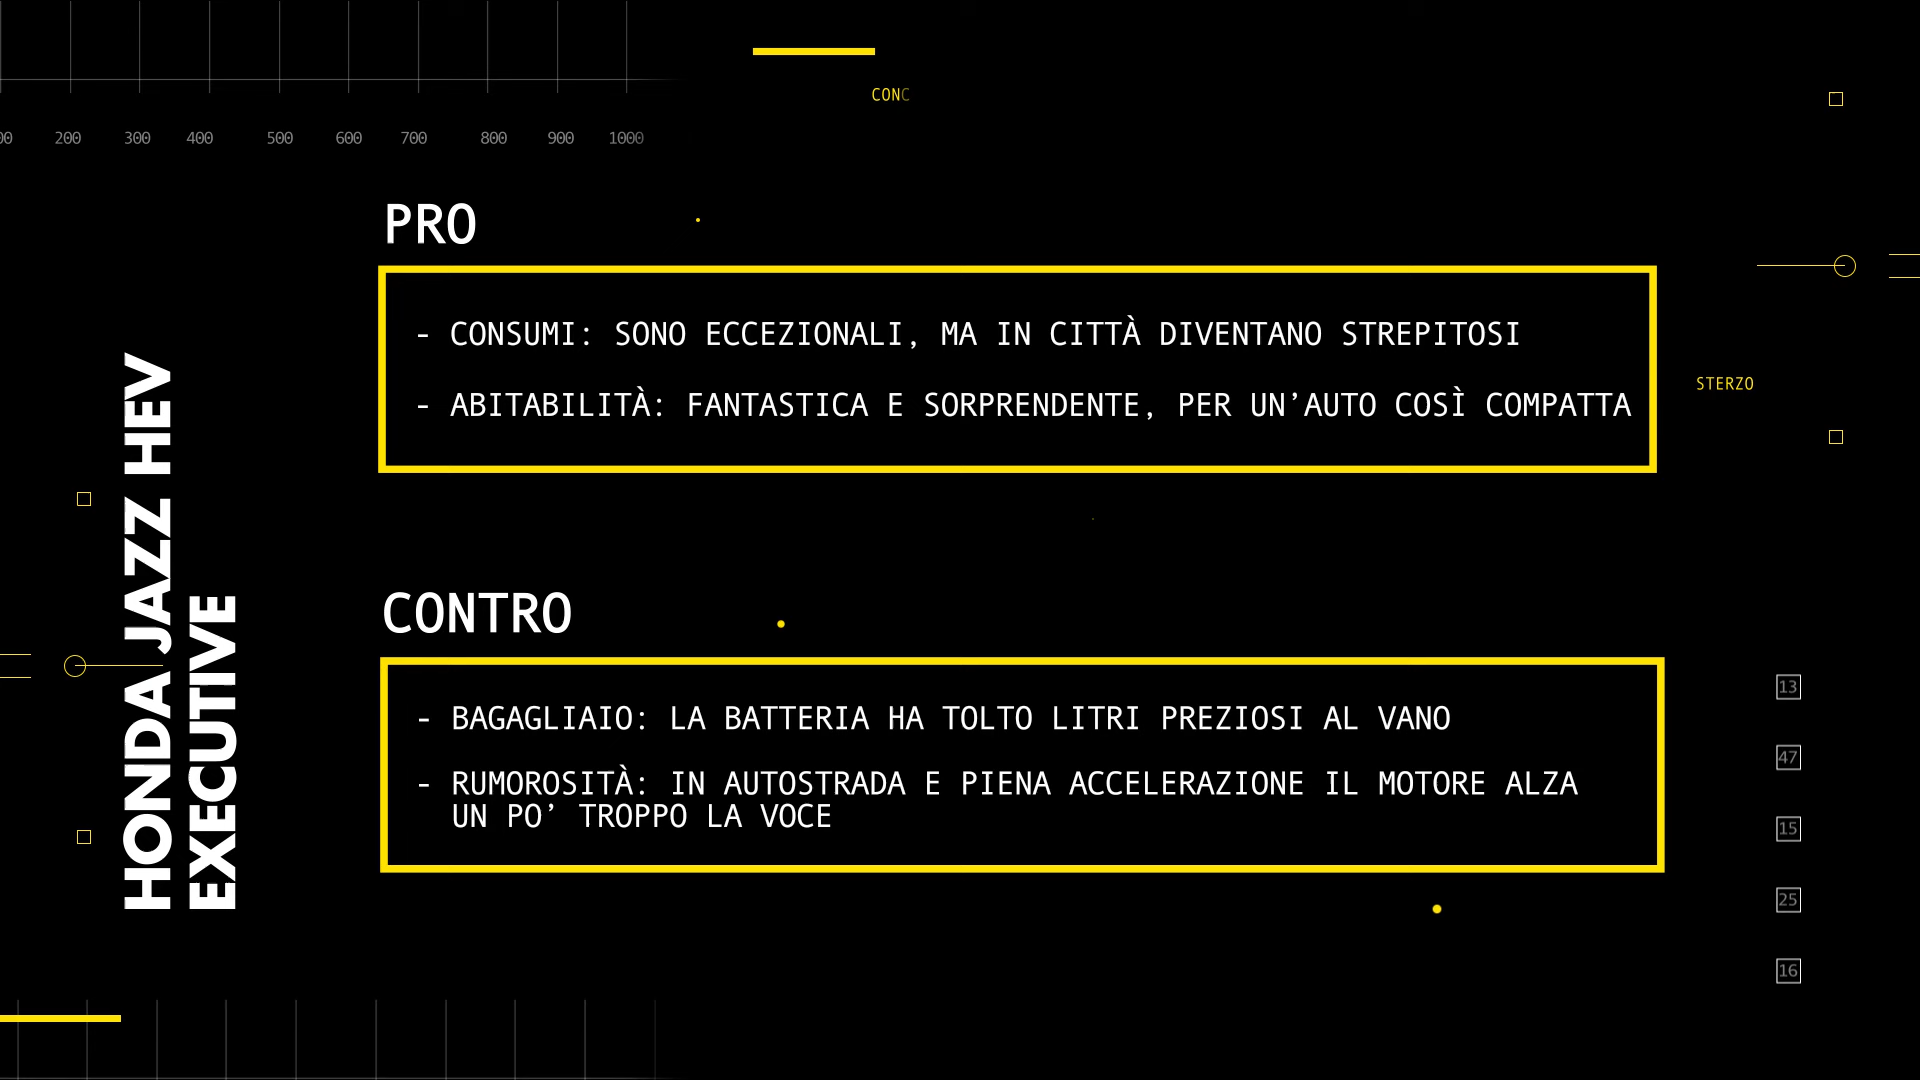 CONC
200 300 400 500 600 700 800 900 1000
HONDA JAZZ HEV
EXECUTIVE
PRO
- CONSUMI: SONO ECCEZIONALI, MA IN CITTÀ DIVENTANO STREPITOSI
- ABITABILITÀ: FANTASTICA E SORPRENDENTE, PER UN’AUTO COSÌ COMPATTA
STERZO
CONTRO
- BAGAGLIAIO: LA BATTERIA HA TOLTO LITRI PREZIOSI AL VANO
- RUMOROSITÀ: IN AUTOSTRADA E PIENA ACCELERAZIONE IL MOTORE ALZA
UN PO’ TROPPO LA VOCE
13
47
15
25
16